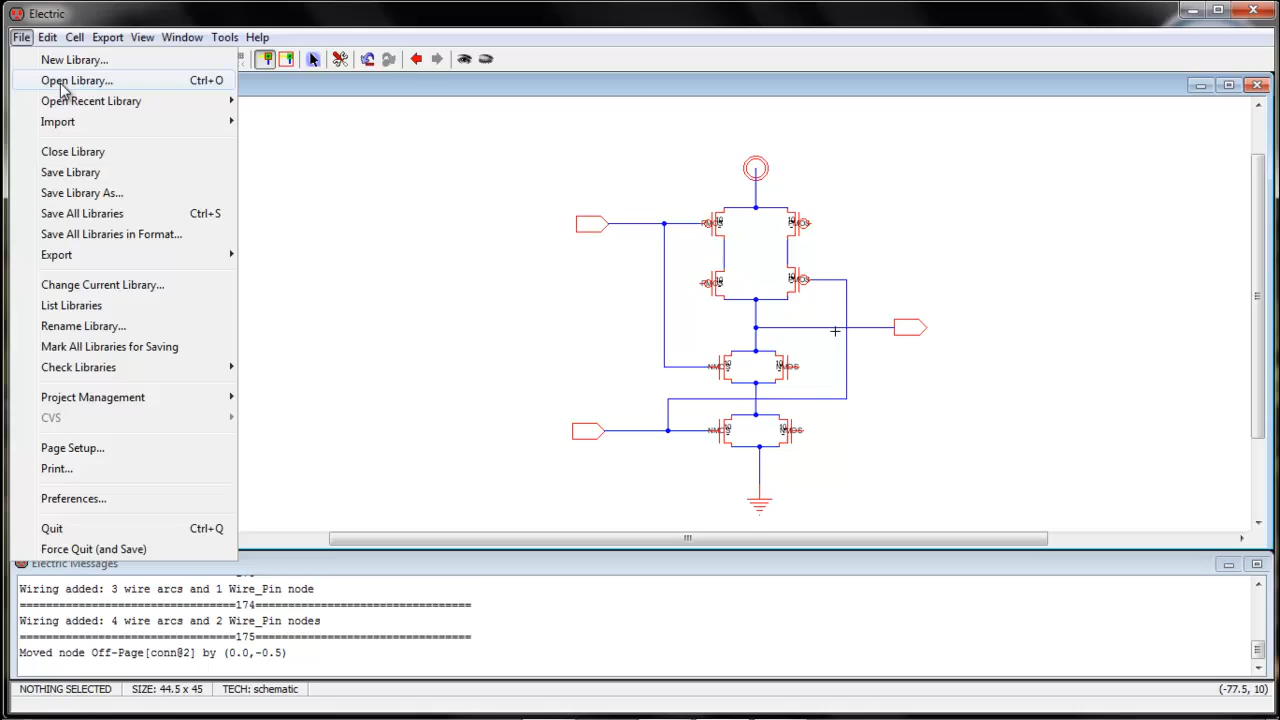 Electric
File Edit Cell Export View Window Tools Help
New Library...
Open Library... Ctrl+O
Open Recent Library
Import
Close Library
Save Library
Save Library As...
Save All Libraries Ctrl+S
Save All Libraries in Format...
Export
Change Current Library...
List Libraries
Rename Library...
Mark All Libraries for Saving
Check Libraries
Project Management
CVS
Page Setup...
Print...
Preferences...
Quit Ctrl+Q
Force Quit (and Save)
Electric Messages
Wiring added: 3 wire arcs and 1 Wire_Pin node
================================174================================
Wiring added: 4 wire arcs and 2 Wire_Pin nodes
================================175================================
Moved node Off-Page[conn@2] by (0.0,-0.5)
NOTHING SELECTED SIZE: 44.5 x 45 TECH: schematic (-77.5, 10)